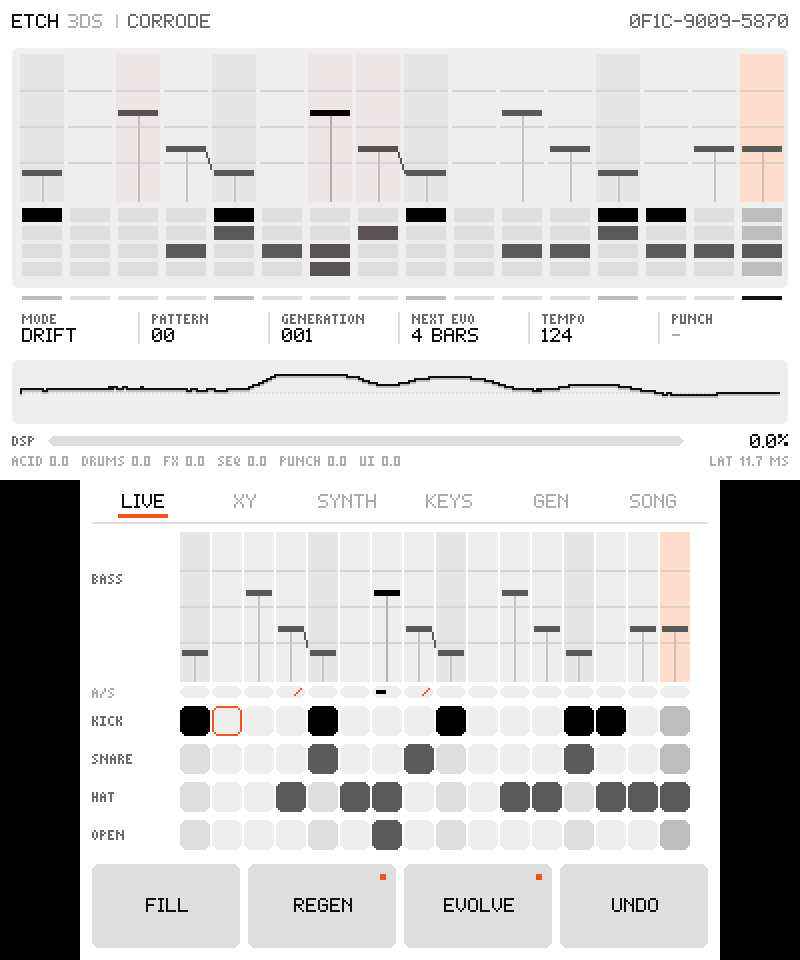 ETCH 3DS | CORRODE 0F1C-9009-5870
MODE PATTERN GENERATION NEXT EVO TEMPO PUNCH
DRIFT 00 001 4 BARS 124 -
DSP 0.0%
ACID 0.0 DRUMS 0.0 FX 0.0 SEQ 0.0 PUNCH 0.0 UI 0.0 LAT 11.7 MS
LIVE XY SYNTH KEYS GEN SONG
BASS
A/S
KICK
SNARE
HAT
OPEN
FILL REGEN EVOLVE UNDO